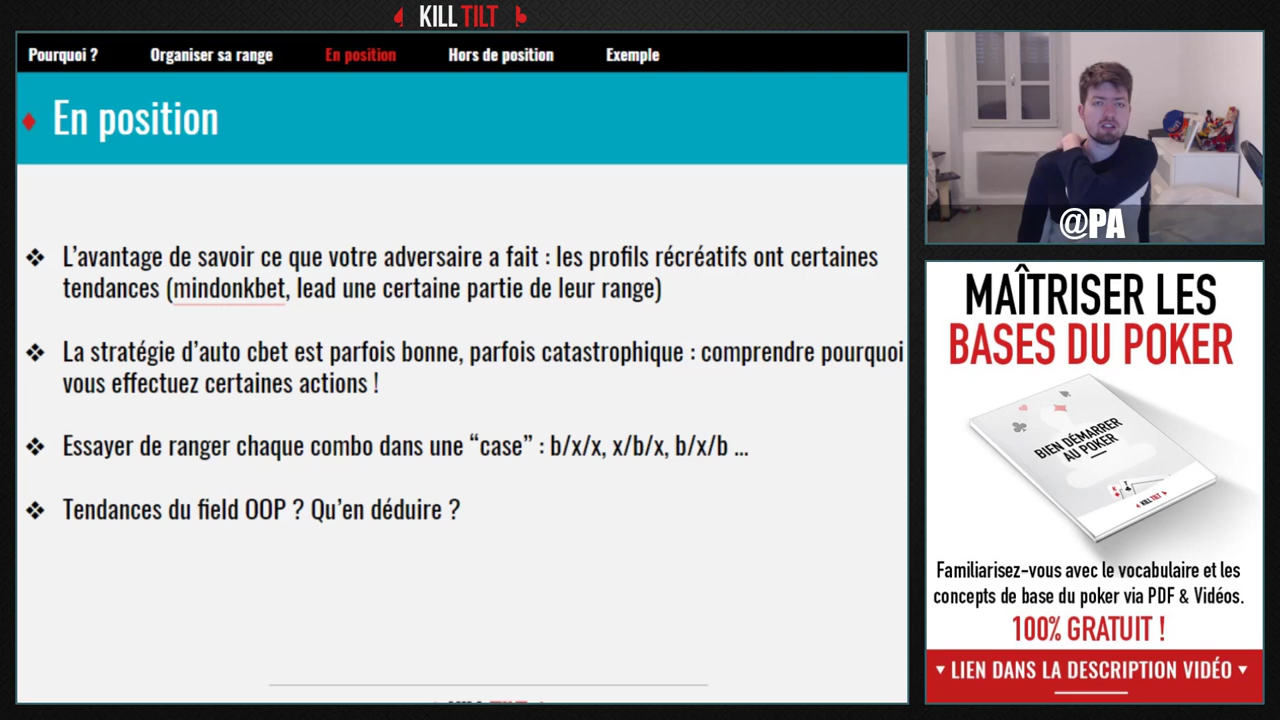 KILL TILT
Pourquoi ?
Organiser sa range
En position
Hors de position
Exemple
En position
L'avantage de savoir ce que votre adversaire a fait : les profils récréatifs ont certaines
tendances (mindonkbet, lead une certaine partie de leur range)
La stratégie d'auto cbet est parfois bonne, parfois catastrophique : comprendre pourquoi
vous effectuez certaines actions !
Essayer de ranger chaque combo dans une “case” : b/x/x, x/b/x, b/x/b ...
Tendances du field OOP ? Qu'en déduire ?
@PA
MAÎTRISER LES
BASES DU POKER
BIEN DÉMARRER
AU POKER
KILL TILT
Familiarisez-vous avec le vocabulaire et les
concepts de base du poker via PDF & Vidéos.
100% GRATUIT !
LIEN DANS LA DESCRIPTION VIDÉO